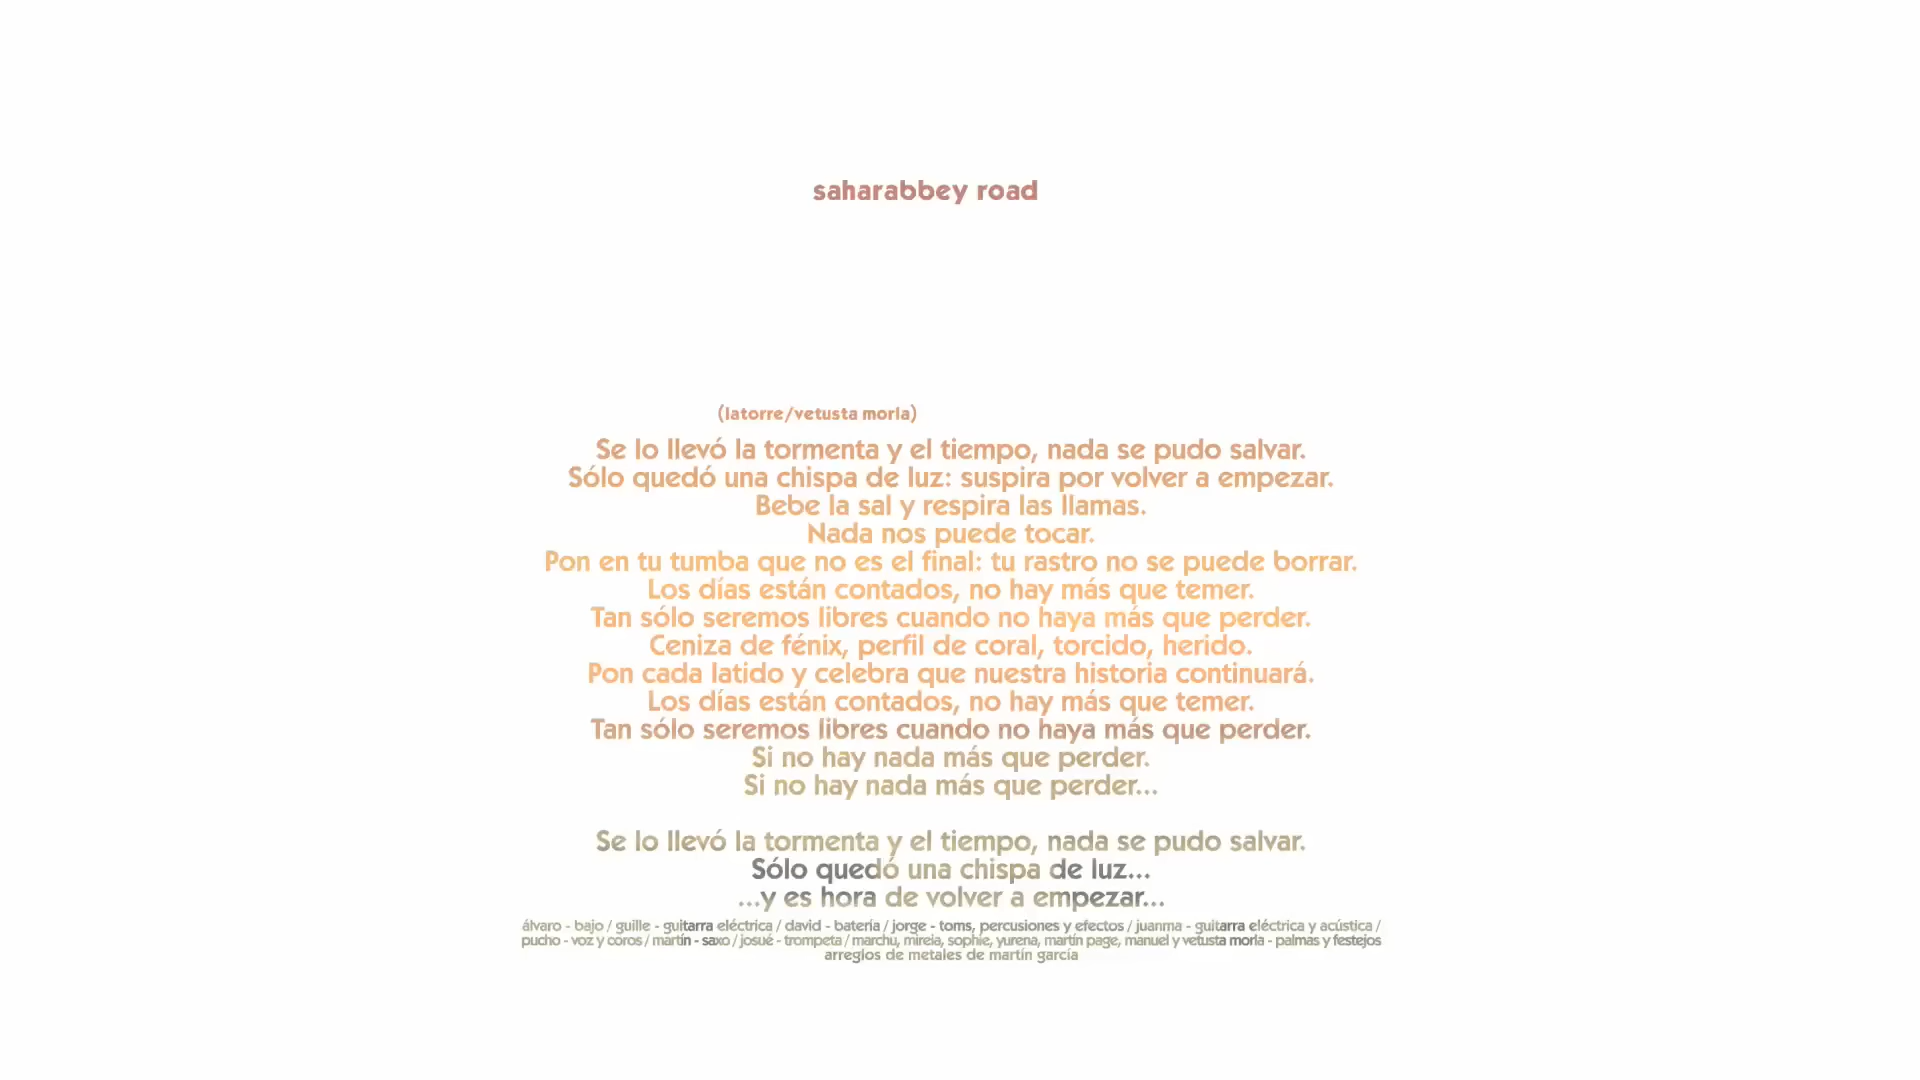 saharabbey road
(latorre/vetusta morla)
Se lo llevó la tormenta y el tiempo, nada se pudo salvar.
Sólo quedó una chispa de luz: suspira por volver a empezar.
Bebe la sal y respira las llamas.
Nada nos puede tocar.
Pon en tu tumba que no es el final: tu rastro no se puede borrar.
Los días están contados, no hay más que temer.
Tan sólo seremos libres cuando no haya más que perder.
Ceniza de fénix, perfil de coral, torcido, herido.
Pon cada latido y celebra que nuestra historia continuará.
Los días están contados, no hay más que temer.
Tan sólo seremos libres cuando no haya más que perder.
Si no hay nada más que perder.
Si no hay nada más que perder...
Se lo llevó la tormenta y el tiempo, nada se pudo salvar.
Sólo quedó una chispa de luz...
...y es hora de volver a empezar...
álvaro - bajo / guille - guitarra eléctrica / david - batería / jorge - toms, percusiones y efectos / juanma - guitarra eléctrica y acústica /
pucho - voz y coros / martín - saxo / josué - trompeta / marchu, mireia, sophie, yurena, martín page, manuel y vetusta morla - palmas y festejos
arreglos de metales de martín garcía